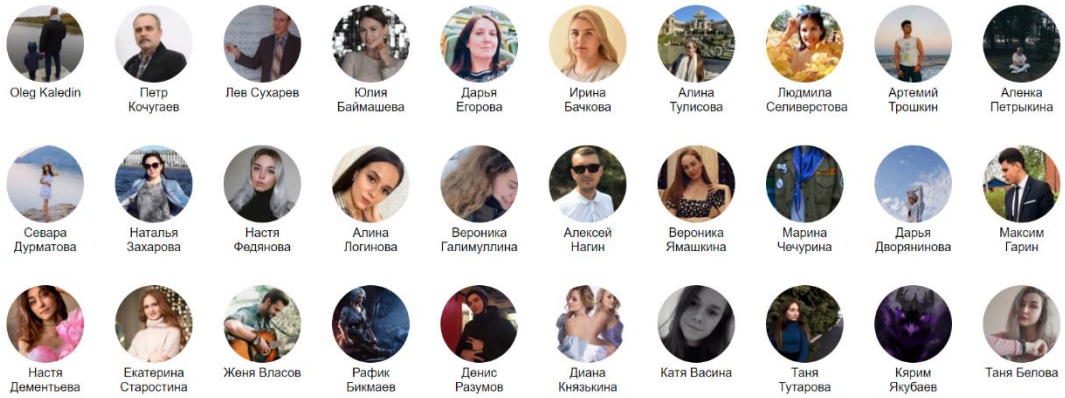 Oleg Kaledin
Петр
Кочугаев
Лев Сухарев
Юлия
Баймашева
Дарья
Егорова
Ирина
Бачкова
Алина
Тулисова
Людмила
Селиверстова
Артемий
Трошкин
Аленка
Петрыкина
Севара
Дурматова
Наталья
Захарова
Настя
Федянова
Алина
Логинова
Вероника
Галимуллина
Алексей
Нагин
Вероника
Ямашкина
Марина
Чечурина
Дарья
Дворянинова
Максим
Гарин
Настя
Дементьева
Екатерина
Старостина
Женя Власов
Рафик
Бикмаев
Денис
Разумов
Диана
Князькина
Катя Васина
Таня
Тутарова
Кярим
Якубаев
Таня Белова